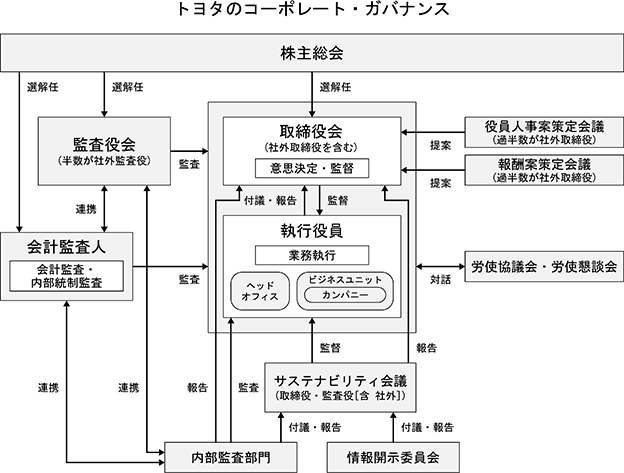 トヨタのコーポレート・ガバナンス
株主総会
選解任
選解任
選解任
監査役会
(半数が社外監査役)
監査
取締役会
(社外取締役を含む)
意思決定・監督
提案
役員人事案策定会議
(過半数が社外取締役)
提案
報酬案策定会議
(過半数が社外取締役)
連携
付議・報告
監督
会計監査人
会計監査・
内部統制監査
監査
執行役員
業務執行
ヘッド
オフィス
ビジネスユニット
カンパニー
対話
労使協議会・労使懇談会
監督
報告
連携
連携
報告
監査
サステナビリティ会議
(取締役・監査役[含 社外])
付議・報告
付議・報告
内部監査部門
情報開示委員会